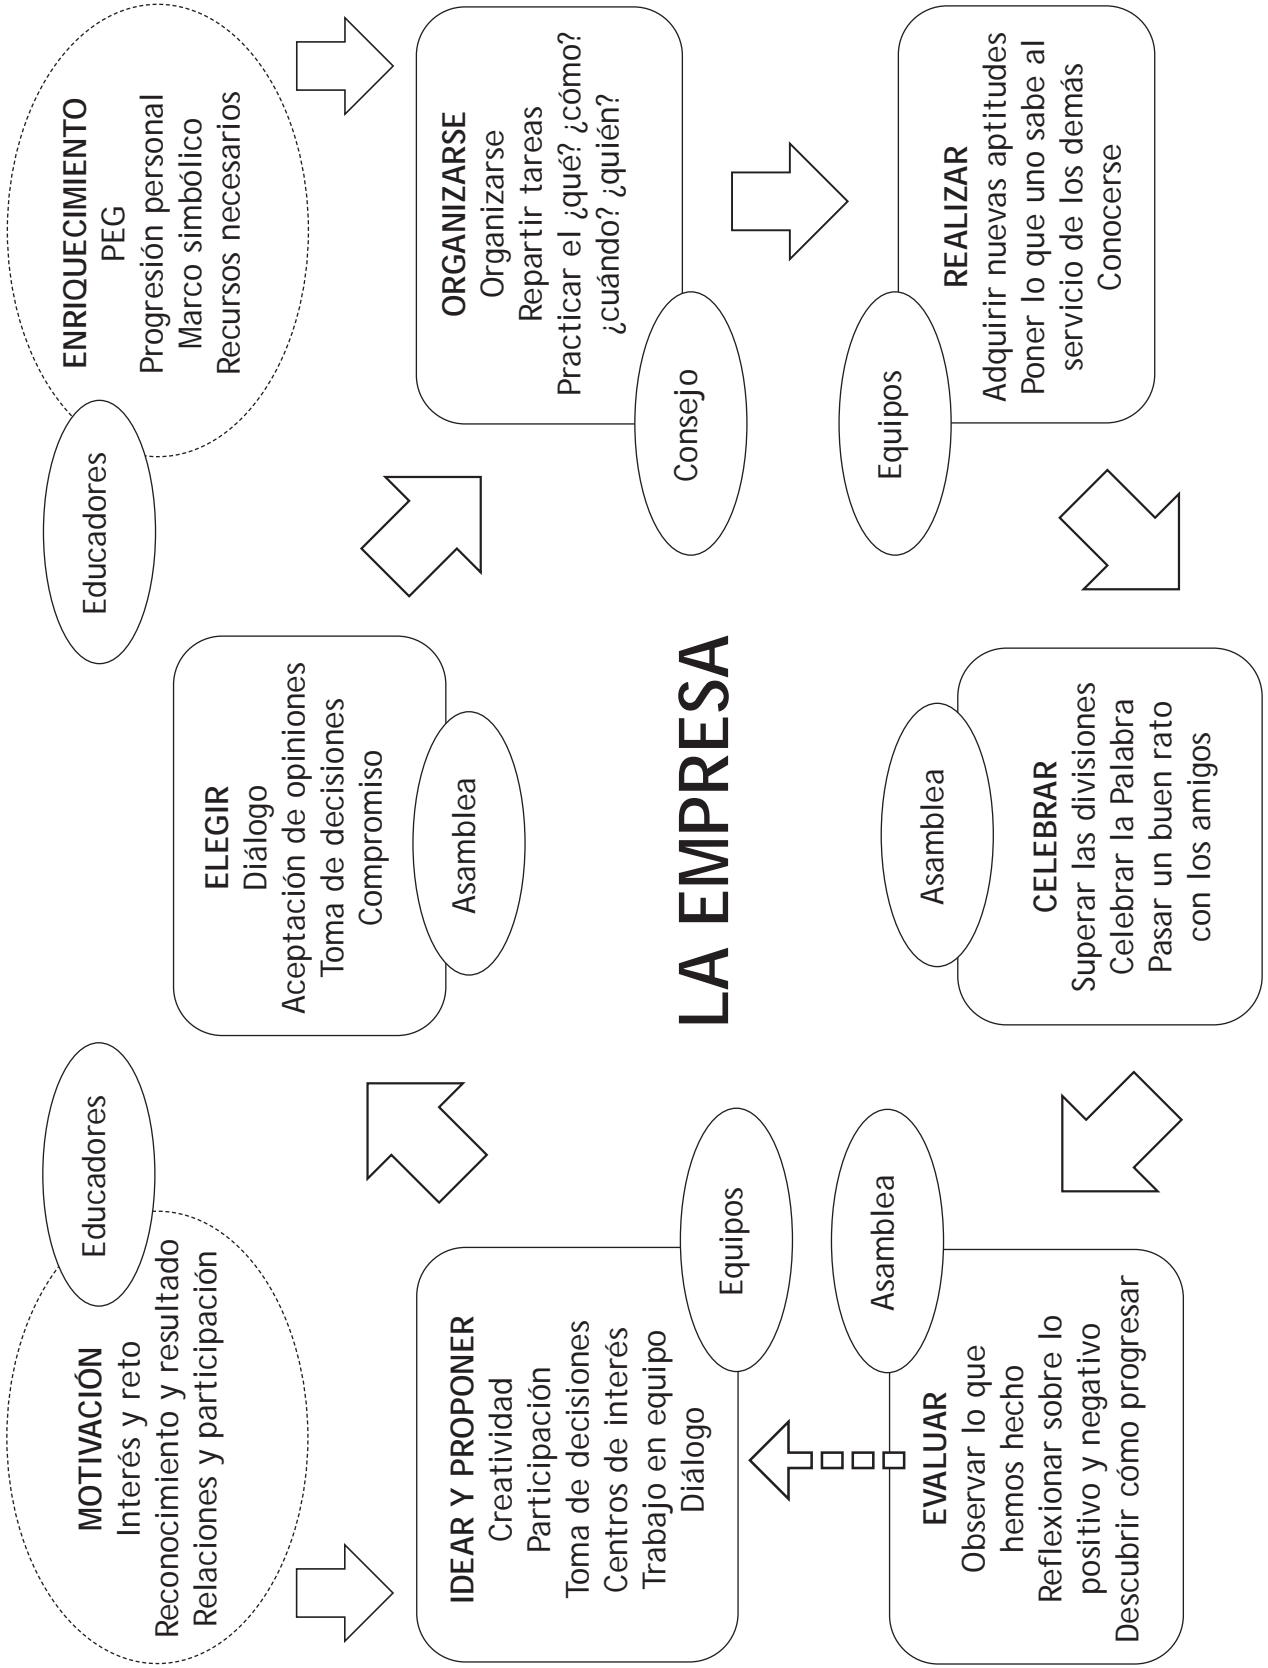 MOTIVACIÓN
Interés y reto
Reconocimiento y resultado
Relaciones y participación
Educadores
ENRIQUECIMIENTO
PEG
Progresión personal
Marco simbólico
Recursos necesarios
Educadores
ELEGIR
Diálogo
Aceptación de opiniones
Toma de decisiones
Compromiso
Asamblea
IDEAR Y PROPONER
Creatividad
Participación
Toma de decisiones
Centros de interés
Trabajo en equipo
Diálogo
Equipos
LA EMPRESA
ORGANIZARSE
Organizarse
Repartir tareas
Practicar el ¿qué? ¿cómo?
¿cuándo? ¿quién?
Consejo
EVALUAR
Observar lo que
hemos hecho
Reflexionar sobre lo
positivo y negativo
Descubrir cómo progresar
Asamblea
CELEBRAR
Superar las divisiones
Celebrar la Palabra
Pasar un buen rato
con los amigos
Asamblea
REALIZAR
Adquirir nuevas aptitudes
Poner lo que uno sabe al
servicio de los demás
Conocerse
Equipos